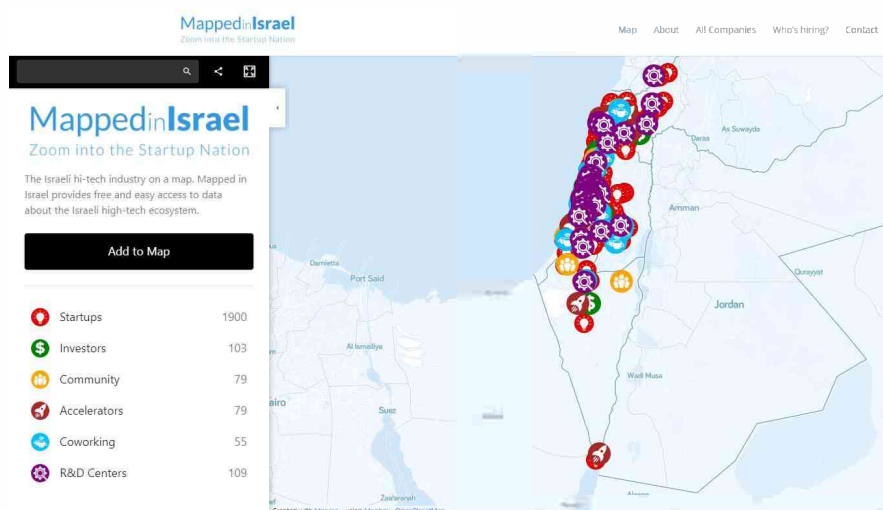 MappedinIsrael
Zoom into the Startup Nation
Map About All Companies Who's hiring? Contact
MappedinIsrael
Zoom into the Startup Nation
The Israeli hi-tech industry on a map. Mapped in
Israel provides free and easy access to data
about the Israeli high-tech ecosystem.
Add to Map
Startups 1900
Investors 103
Community 79
Accelerators 79
Coworking 55
R&D Centers 109
Daraa
As Suwayda
Amman
Damietta
Port Said
Qurayyat
Jordan
Al Ismailiya
Wadi Musa
Suez
Zaafaranah